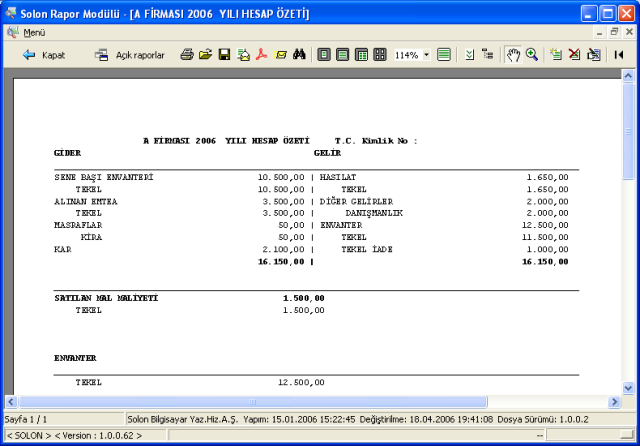 Solon Rapor Modülü - [A FİRMASI 2006 YILI HESAP ÖZETİ]
Menü
Kapat Açık raporlar 114%
A FİRMASI 2006 YILI HESAP ÖZETİ T.C. Kimlik No :
GİDER GELİR
SENE BAŞI ENVANTERİ 10.500,00 | HASILAT 1.650,00
TEKEL 10.500,00 | TEKEL 1.650,00
ALINAN EMTEA 3.500,00 | DİĞER GELİRLER 2.000,00
TEKEL 3.500,00 | DANIŞMANLIK 2.000,00
MASRAFLAR 50,00 | ENVANTER 12.500,00
KİRA 50,00 | TEKEL 11.500,00
KAR 2.100,00 | TEKEL İADE 1.000,00
16.150,00 | 16.150,00
SATILAN MAL MALİYETİ 1.500,00
TEKEL 1.500,00
ENVANTER
TEKEL 12.500,00
Sayfa 1 / 1 Solon Bilgisayar Yaz.Hiz.A.Ş. Yapım: 15.01.2006 15:22:45 Değiştirilme: 18.04.2006 19:41:08 Dosya Sürümü: 1.0.0.2
< SOLON > < Version : 1.0.0.62 > --